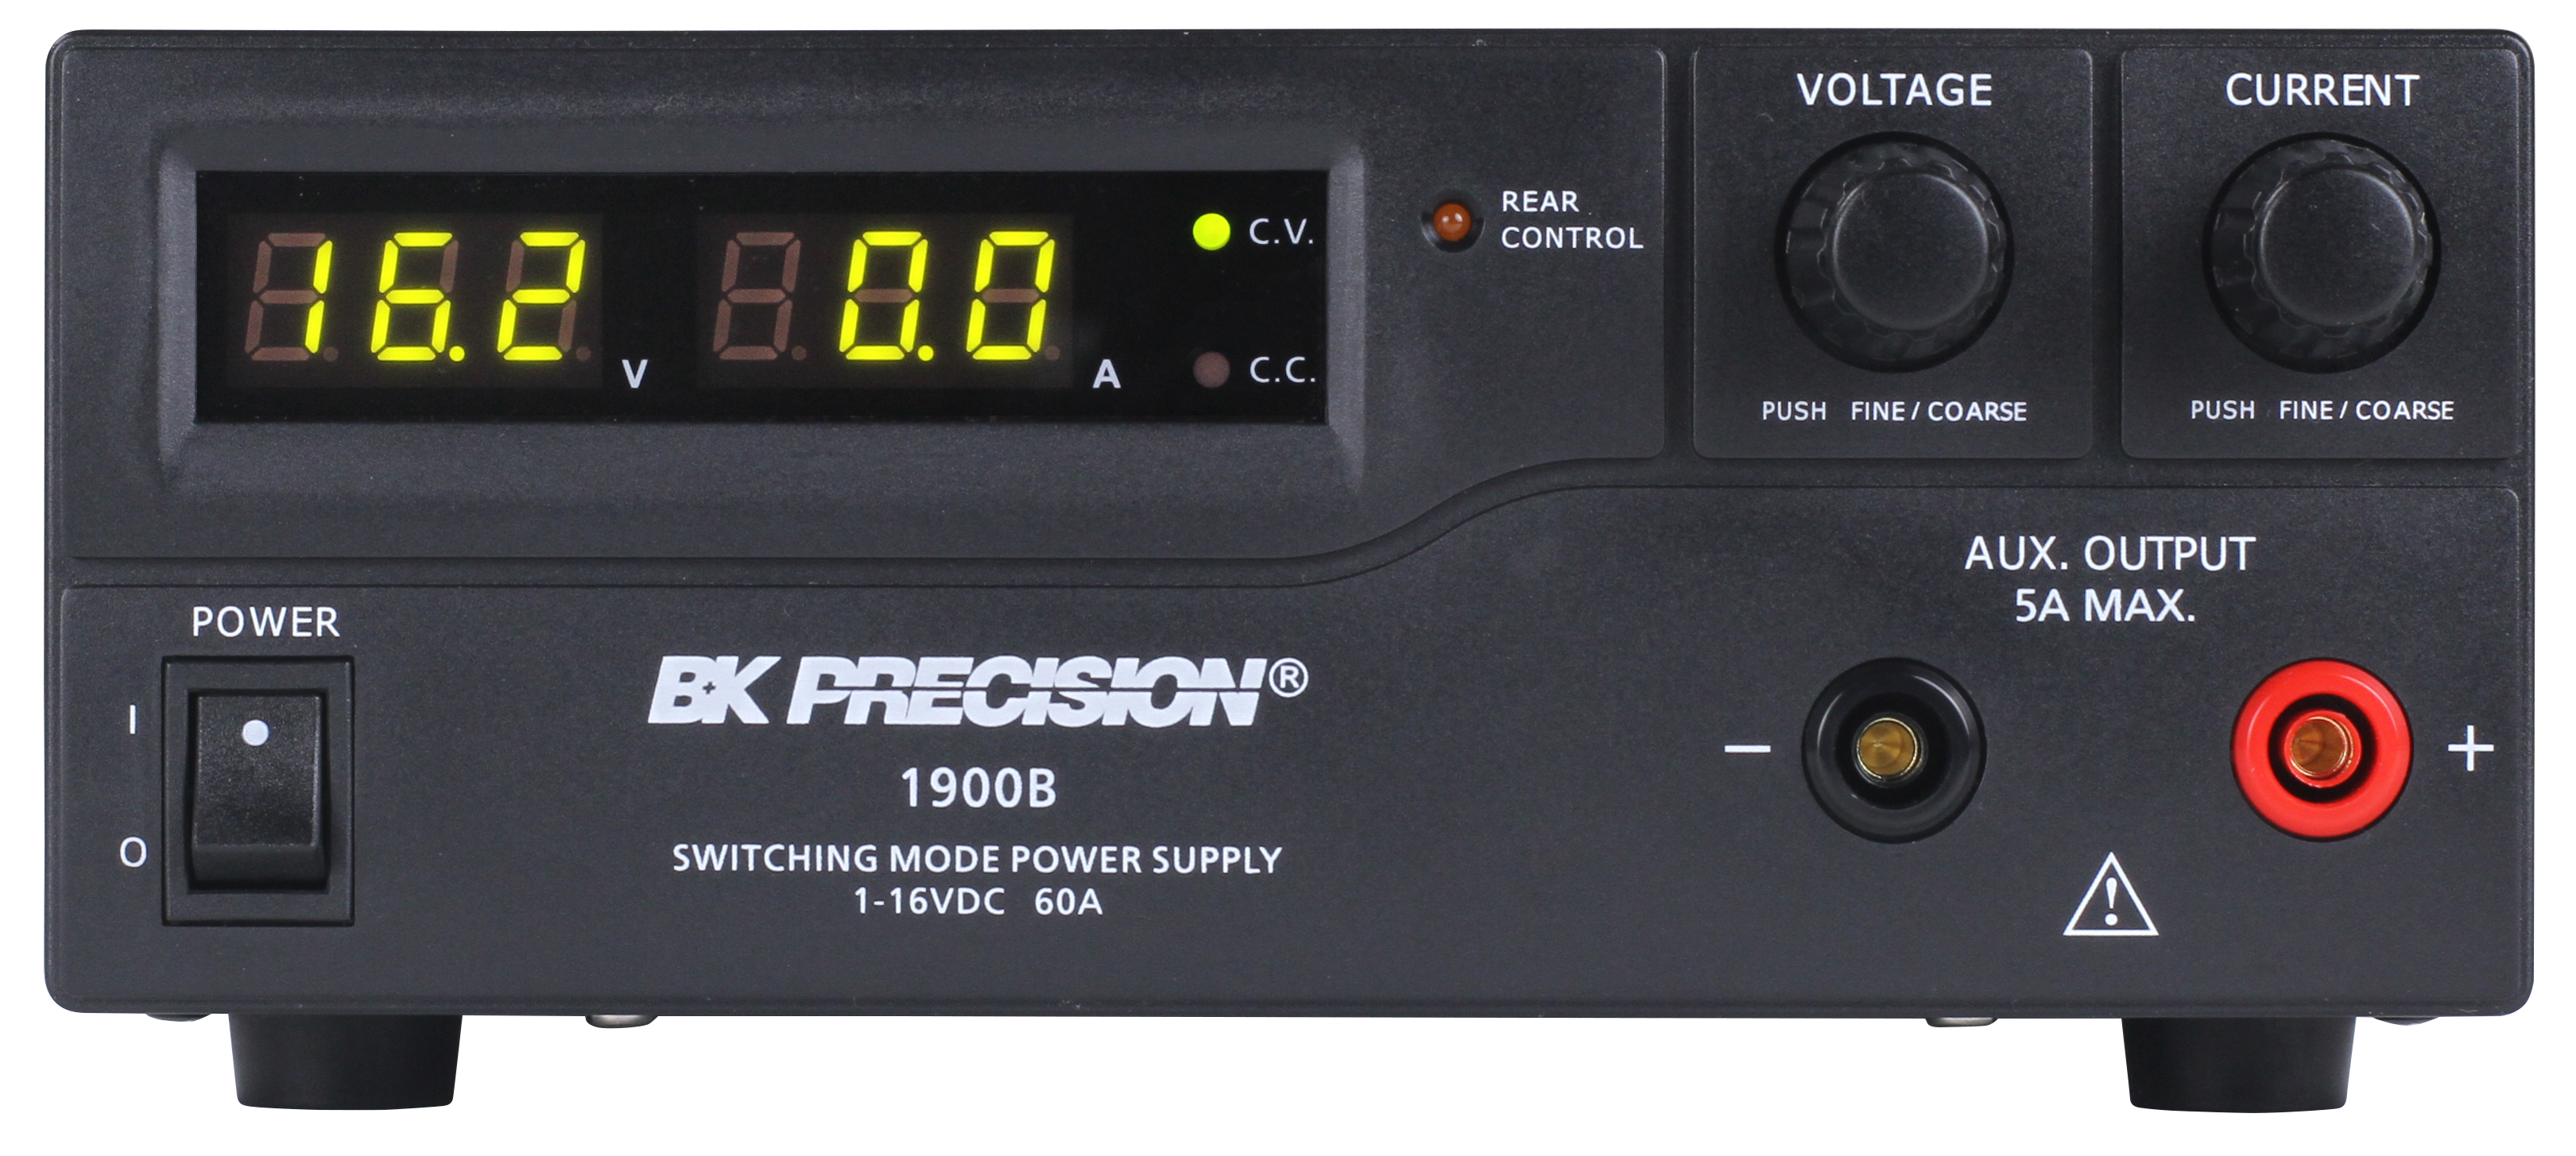 VOLTAGE
CURRENT
16.2 V
0.0 A
C.V.
C.C.
REAR
CONTROL
PUSH FINE / COARSE
PUSH FINE / COARSE
POWER
I
O
BK PRECISION®
1900B
SWITCHING MODE POWER SUPPLY
1-16VDC 60A
AUX. OUTPUT
5A MAX.
− +
!